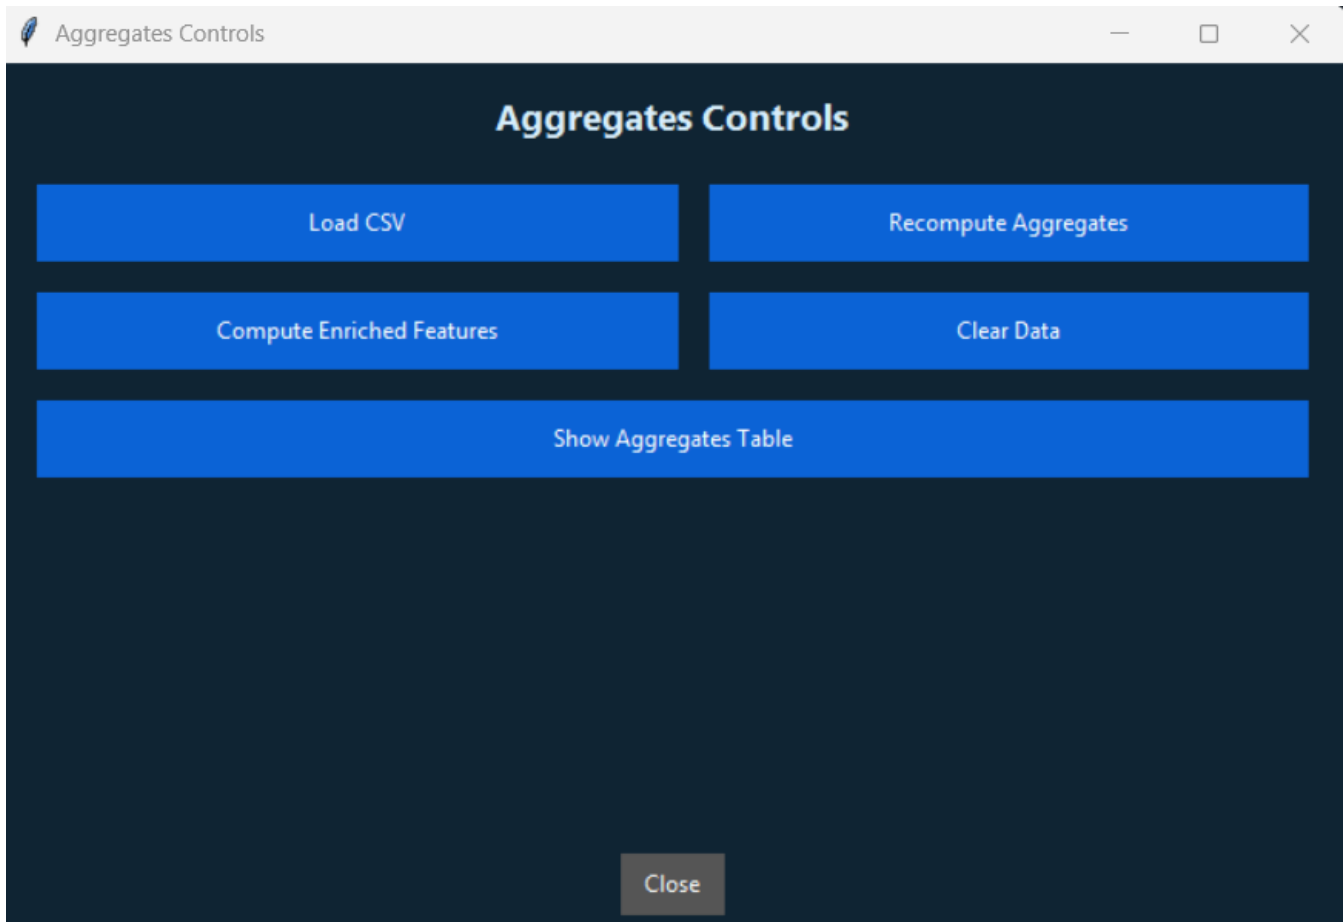 Aggregates Controls
Aggregates Controls
Load CSV
Recompute Aggregates
Compute Enriched Features
Clear Data
Show Aggregates Table
Close